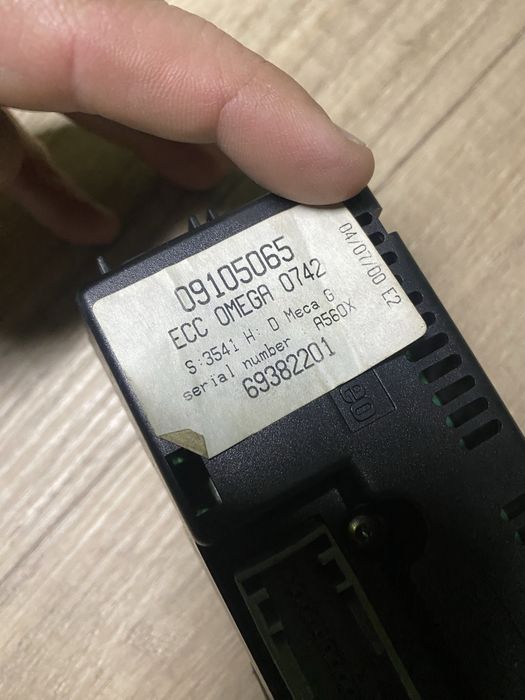 09105065
ECC OMEGA 0742
S:3541 H: D Meca G
serial number A560X
69382201
04/07/00 E2